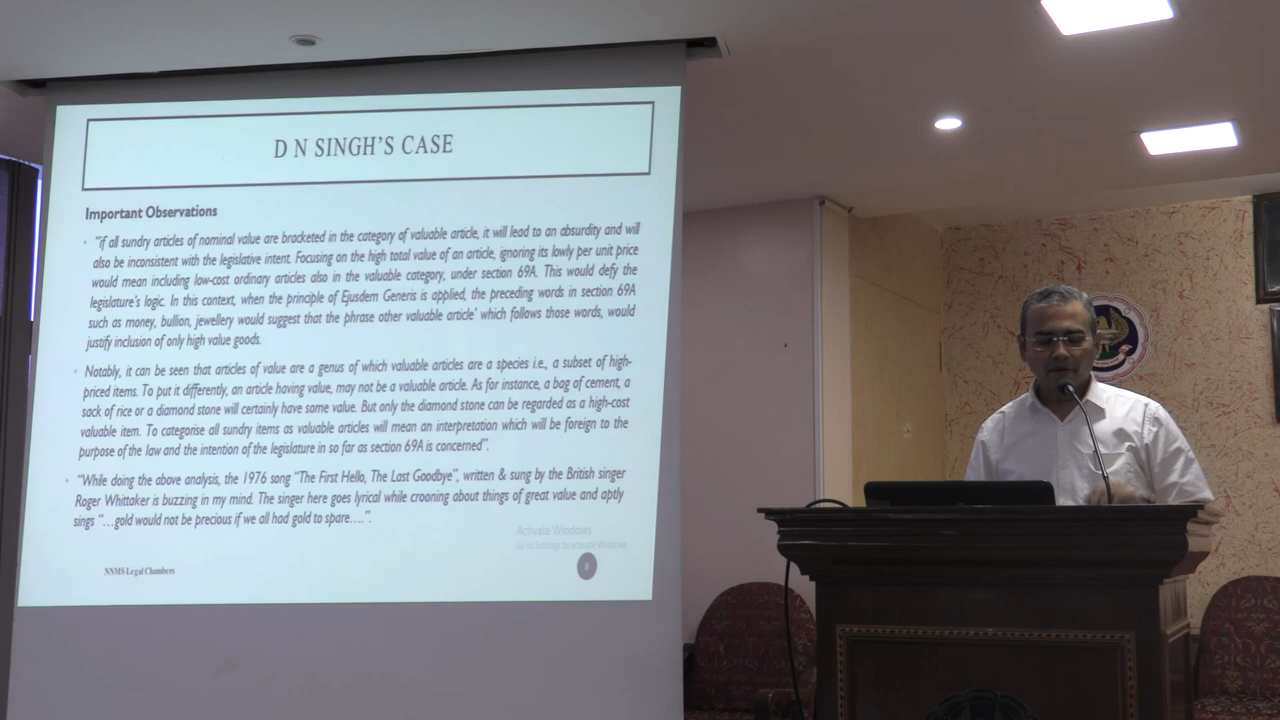 D N SINGH'S CASE
Important Observations
"if all sundry articles of nominal value are bracketed in the category of valuable article, it will lead to an absurdity and will
also be inconsistent with the legislative intent. Focusing on the high total value of an article, ignoring its lowly per unit price
would mean including low-cost ordinary articles also in the valuable category, under section 69A. This would defy the
legislature's logic. In this context, when the principle of Ejusdem Generis is applied, the preceding words in section 69A
such as money, bullion, jewellery would suggest that the phrase other valuable article' which follows those words, would
justify inclusion of only high value goods.
Notably, it can be seen that articles of value are a genus of which valuable articles are a species i.e., a subset of high-
priced items. To put it differently, an article having value, may not be a valuable article. As for instance, a bag of cement, a
sack of rice or a diamond stone will certainly have some value. But only the diamond stone can be regarded as a high-cost
valuable item. To categorise all sundry items as valuable articles will mean an interpretation which will be foreign to the
purpose of the law and the intention of the legislature in so far as section 69A is concerned".
"While doing the above analysis, the 1976 song "The First Hello, The Last Goodbye", written & sung by the British singer
Roger Whittaker is buzzing in my mind. The singer here goes lyrical while crooning about things of great value and aptly
sings "...gold would not be precious if we all had gold to spare....".
Activate Windows
Go to Settings to activate Windows.
NNMS Legal Chambers